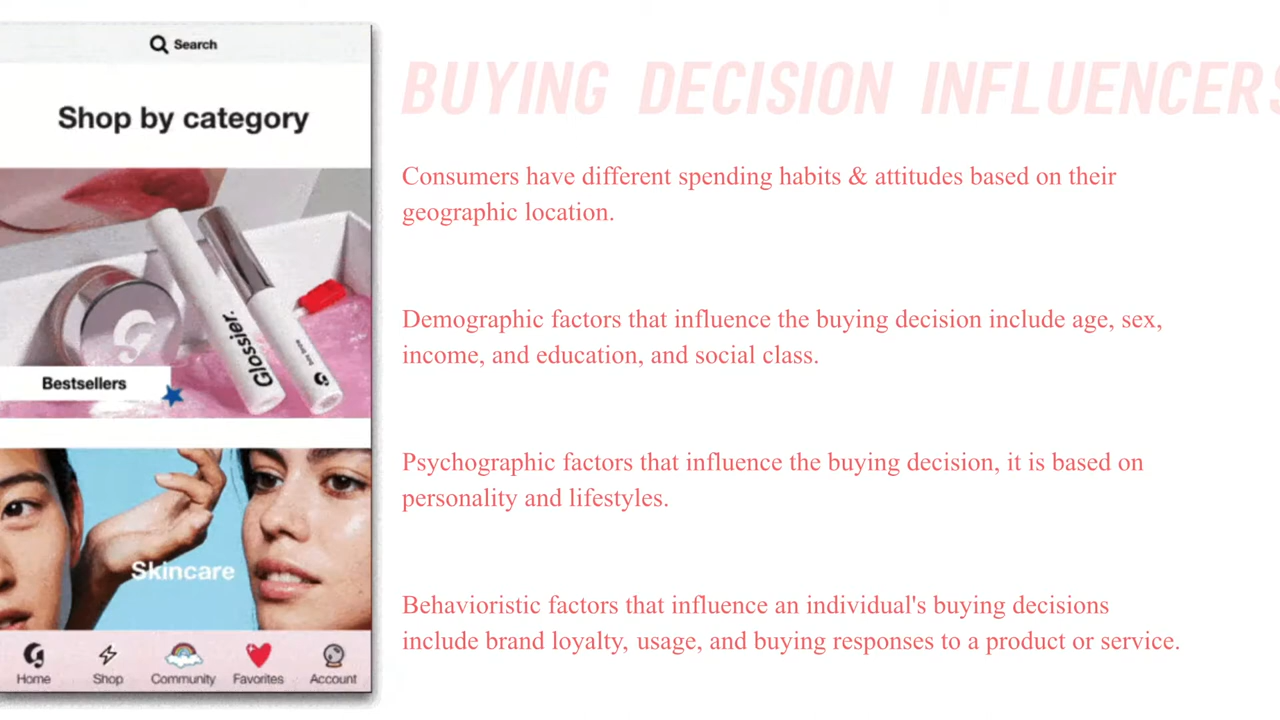 Search
Shop by category
Glossier.
Bestsellers
Skincare
Home
Shop
Community
Favorites
Account
BUYING DECISION INFLUENCERS
Consumers have different spending habits & attitudes based on their
geographic location.
Demographic factors that influence the buying decision include age, sex,
income, and education, and social class.
Psychographic factors that influence the buying decision, it is based on
personality and lifestyles.
Behavioristic factors that influence an individual's buying decisions
include brand loyalty, usage, and buying responses to a product or service.